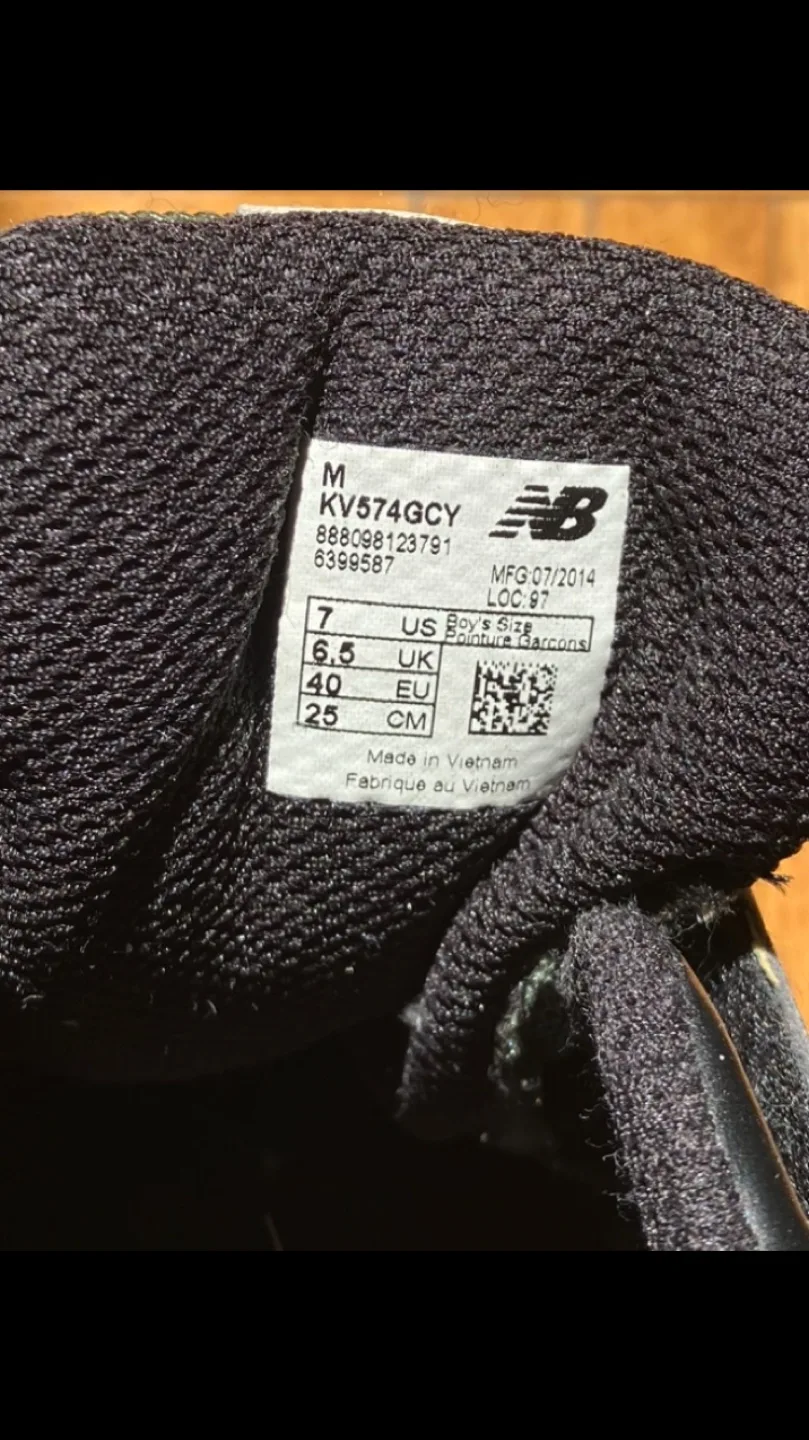 M
KV574GCY
NB
888098123791
6399587
MFG:07/2014
LOC: 97
7 US Boy's Size
Pointure Garcons
6.5 UK
40 EU
25 CM
Made in Vietnam
Fabrique au Vietnam